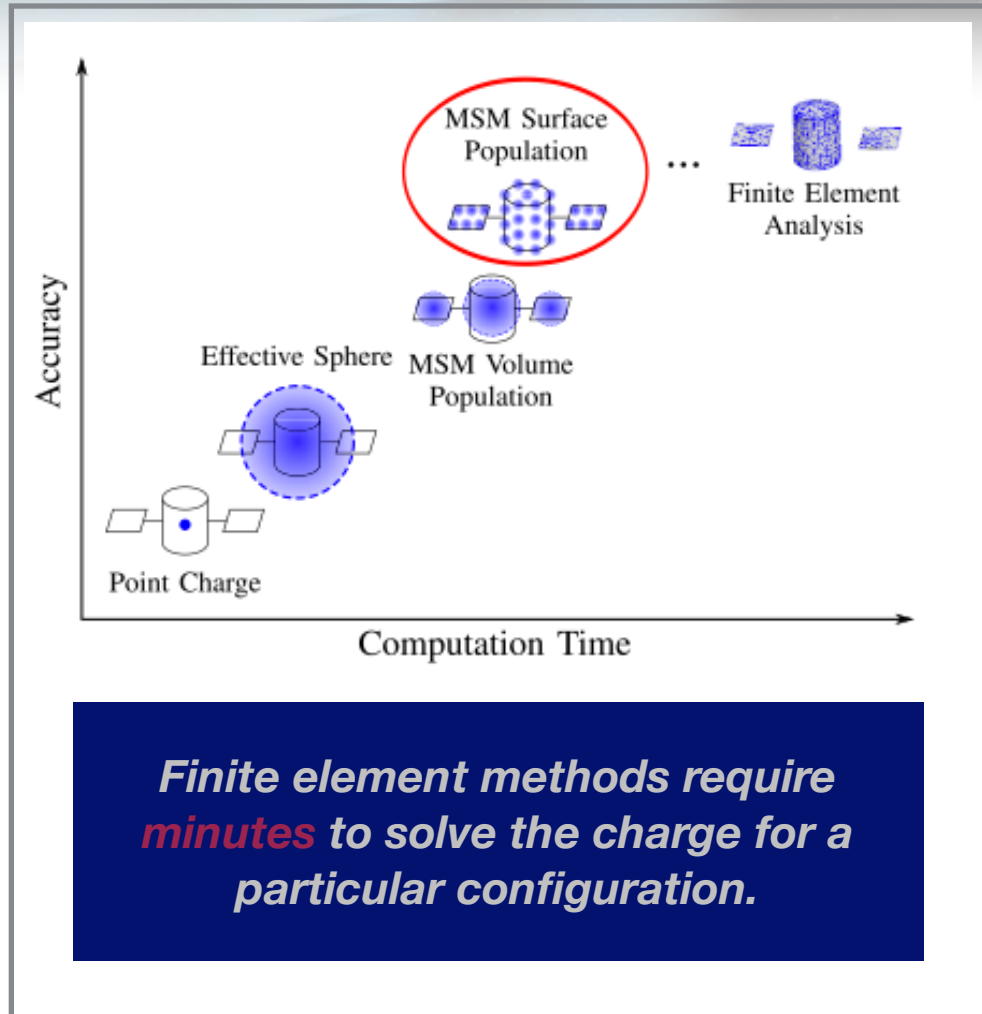 MSM Surface
Population
...
Finite Element
Analysis
Accuracy
Effective Sphere
MSM Volume
Population
Point Charge
Computation Time
Finite element methods require
minutes to solve the charge for a
particular configuration.